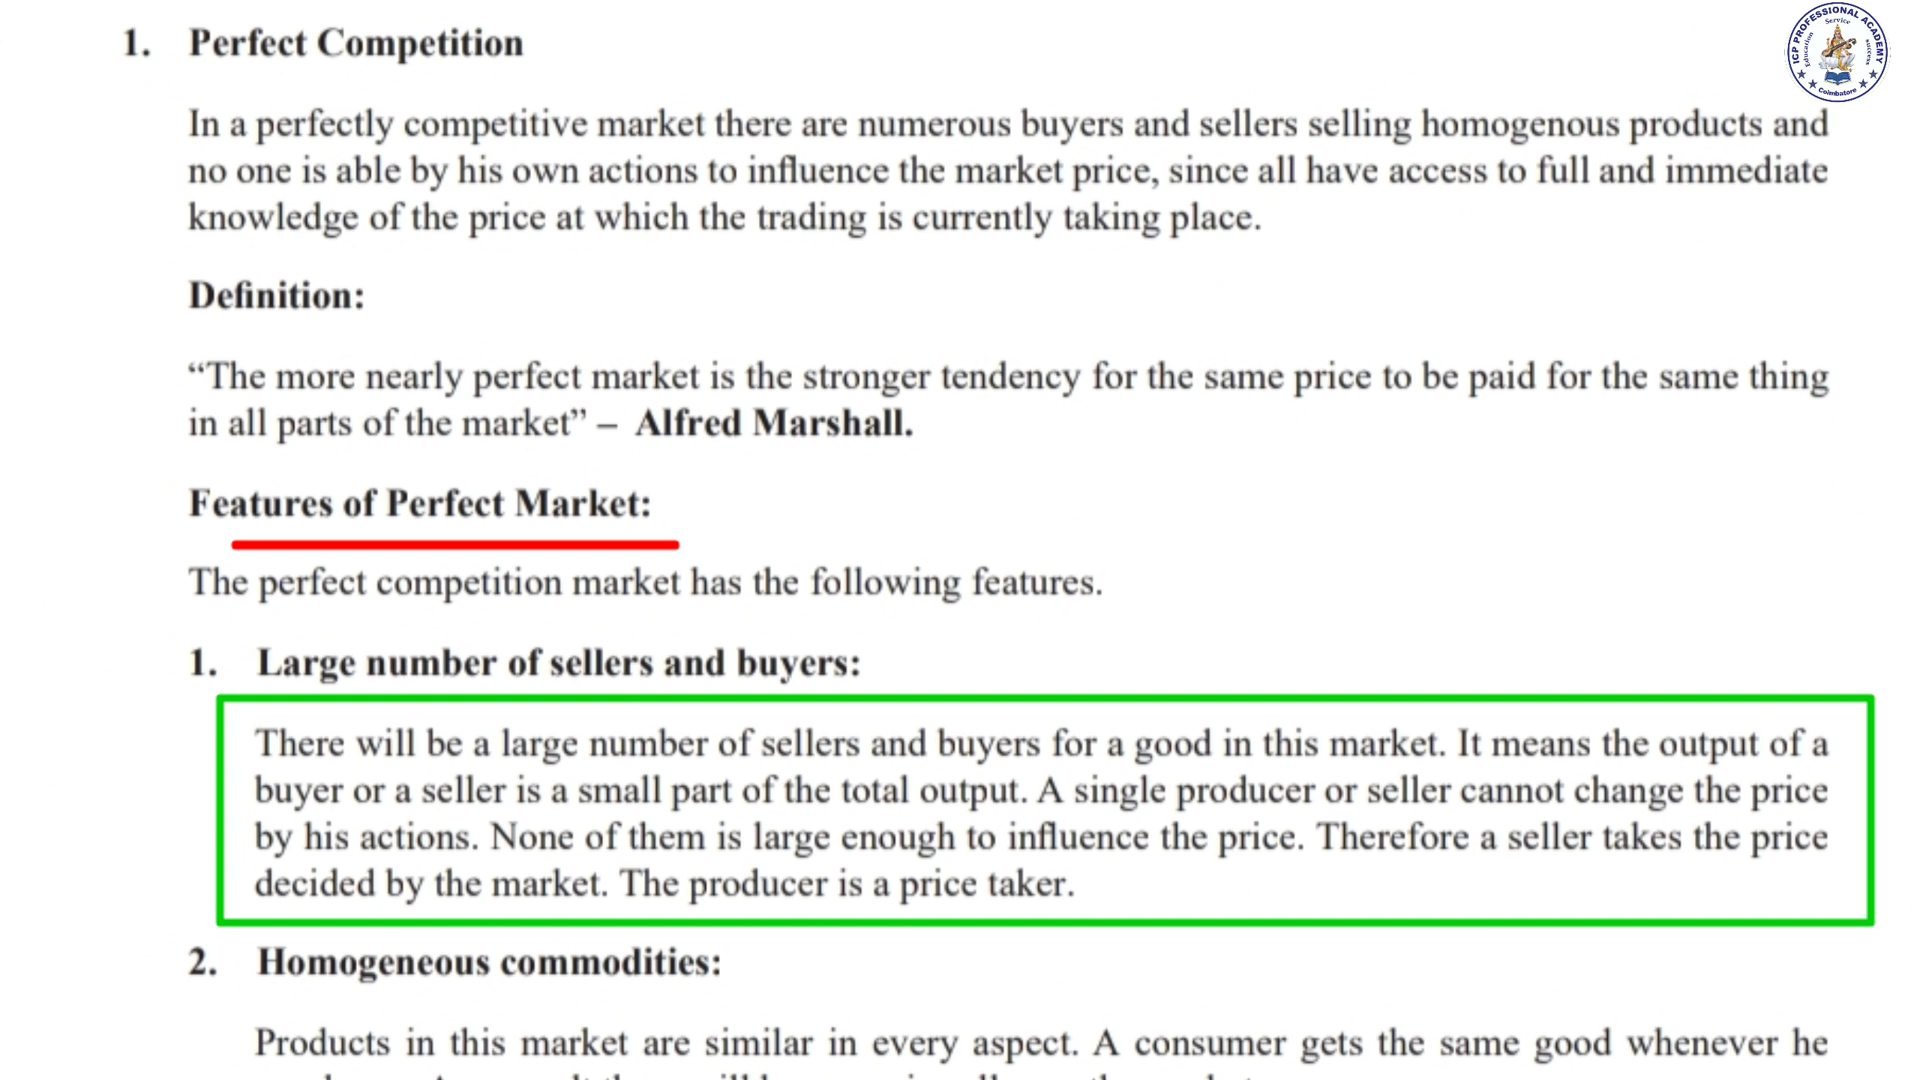 ICP PROFESSIONAL ACADEMY
Service
Education
success
Coimbatore
1. Perfect Competition
In a perfectly competitive market there are numerous buyers and sellers selling homogenous products and
no one is able by his own actions to influence the market price, since all have access to full and immediate
knowledge of the price at which the trading is currently taking place.
Definition:
“The more nearly perfect market is the stronger tendency for the same price to be paid for the same thing
in all parts of the market” – Alfred Marshall.
Features of Perfect Market:
The perfect competition market has the following features.
1. Large number of sellers and buyers:
There will be a large number of sellers and buyers for a good in this market. It means the output of a
buyer or a seller is a small part of the total output. A single producer or seller cannot change the price
by his actions. None of them is large enough to influence the price. Therefore a seller takes the price
decided by the market. The producer is a price taker.
2. Homogeneous commodities:
Products in this market are similar in every aspect. A consumer gets the same good whenever he